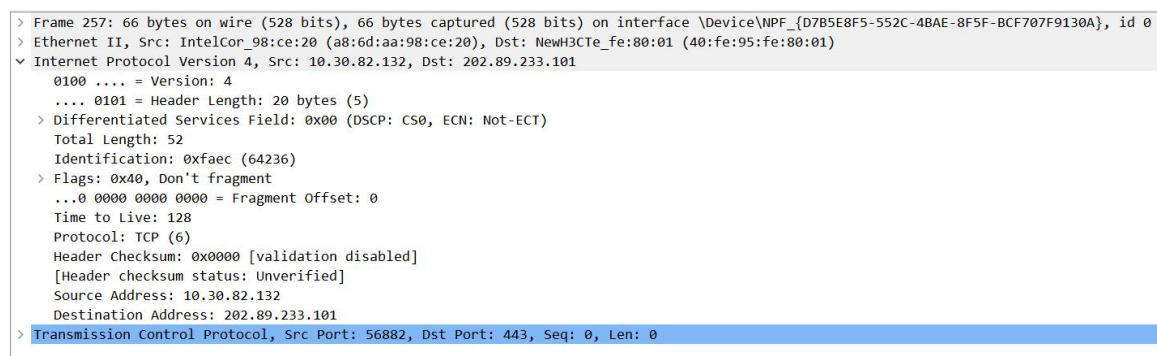 > Frame 257: 66 bytes on wire (528 bits), 66 bytes captured (528 bits) on interface \Device\NPF_{D7B5E8F5-552C-4BAE-8F5F-BCF707F9130A}, id 0
> Ethernet II, Src: IntelCor_98:ce:20 (a8:6d:aa:98:ce:20), Dst: NewH3CTe_fe:80:01 (40:fe:95:fe:80:01)
Internet Protocol Version 4, Src: 10.30.82.132, Dst: 202.89.233.101
0100 .... = Version: 4
.... 0101 = Header Length: 20 bytes (5)
> Differentiated Services Field: 0x00 (DSCP: CS0, ECN: Not-ECT)
Total Length: 52
Identification: 0xfaec (64236)
> Flags: 0x40, Don't fragment
...0 0000 0000 0000 = Fragment Offset: 0
Time to Live: 128
Protocol: TCP (6)
Header Checksum: 0x0000 [validation disabled]
[Header checksum status: Unverified]
Source Address: 10.30.82.132
Destination Address: 202.89.233.101
> Transmission Control Protocol, Src Port: 56882, Dst Port: 443, Seq: 0, Len: 0